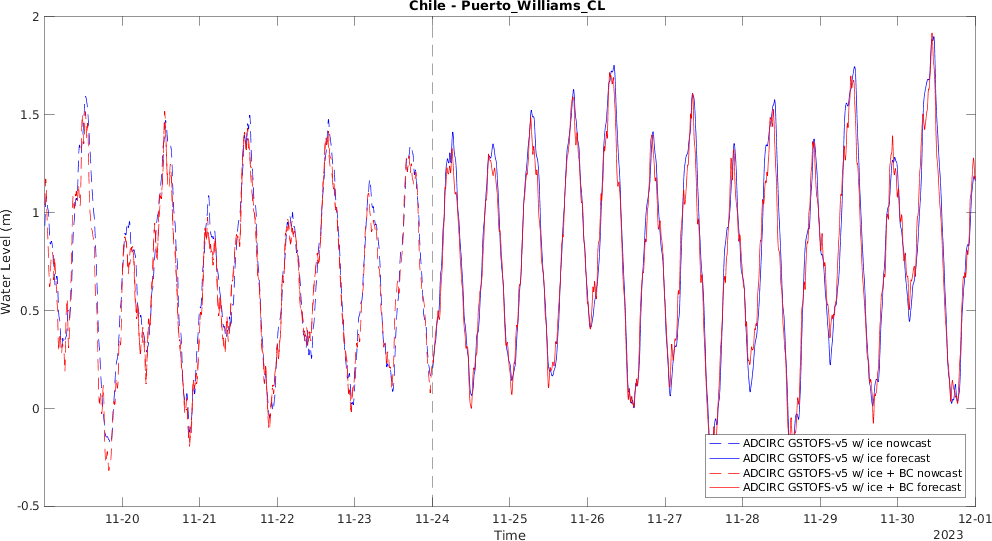 Chile - Puerto_Williams_CL
2
1.5
1
0.5
0
-0.5
Water Level (m)
11-20 11-21 11-22 11-23 11-24 11-25 11-26 11-27 11-28 11-29 11-30 12-01
Time
2023
ADCIRC GSTOFS-v5 w/ ice nowcast
ADCIRC GSTOFS-v5 w/ ice forecast
ADCIRC GSTOFS-v5 w/ ice + BC nowcast
ADCIRC GSTOFS-v5 w/ ice + BC forecast